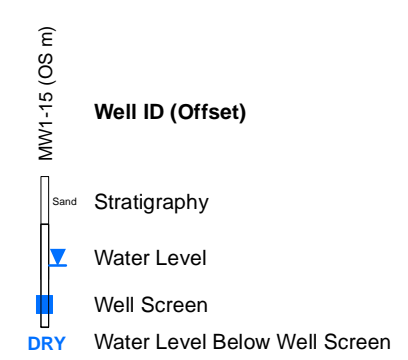 MW1-15 (OS m)
Well ID (Offset)
Sand Stratigraphy
Water Level
Well Screen
DRY Water Level Below Well Screen